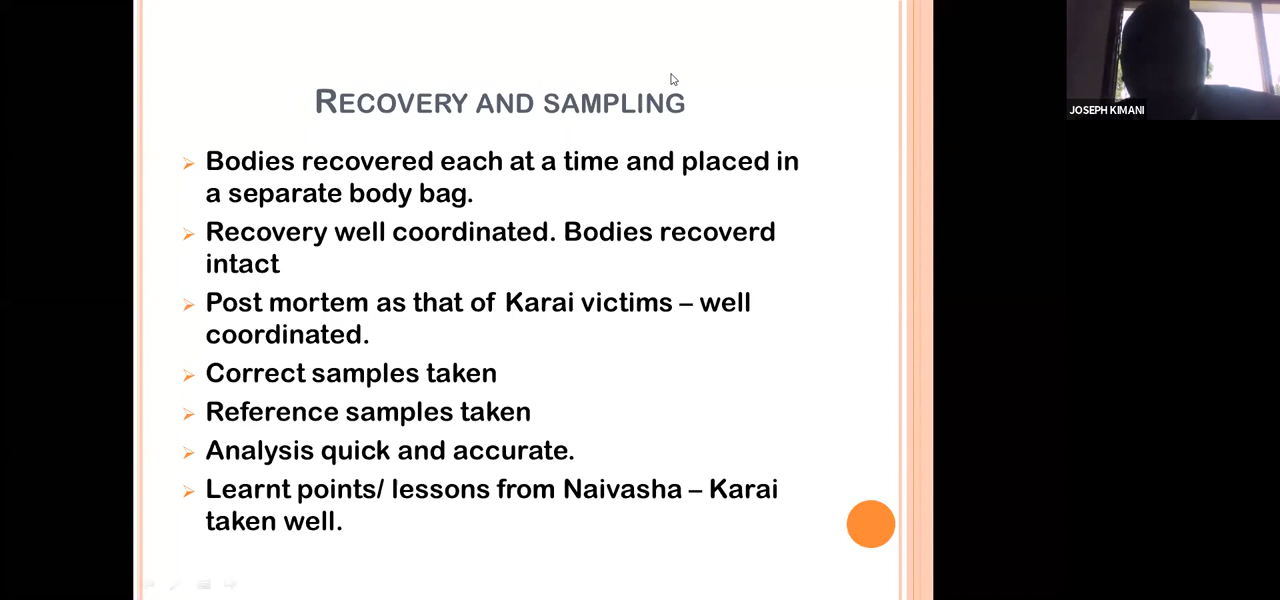 RECOVERY AND SAMPLING
Bodies recovered each at a time and placed in
a separate body bag.
Recovery well coordinated. Bodies recoverd
intact
Post mortem as that of Karai victims – well
coordinated.
Correct samples taken
Reference samples taken
Analysis quick and accurate.
Learnt points/ lessons from Naivasha – Karai
taken well.
JOSEPH KIMANI